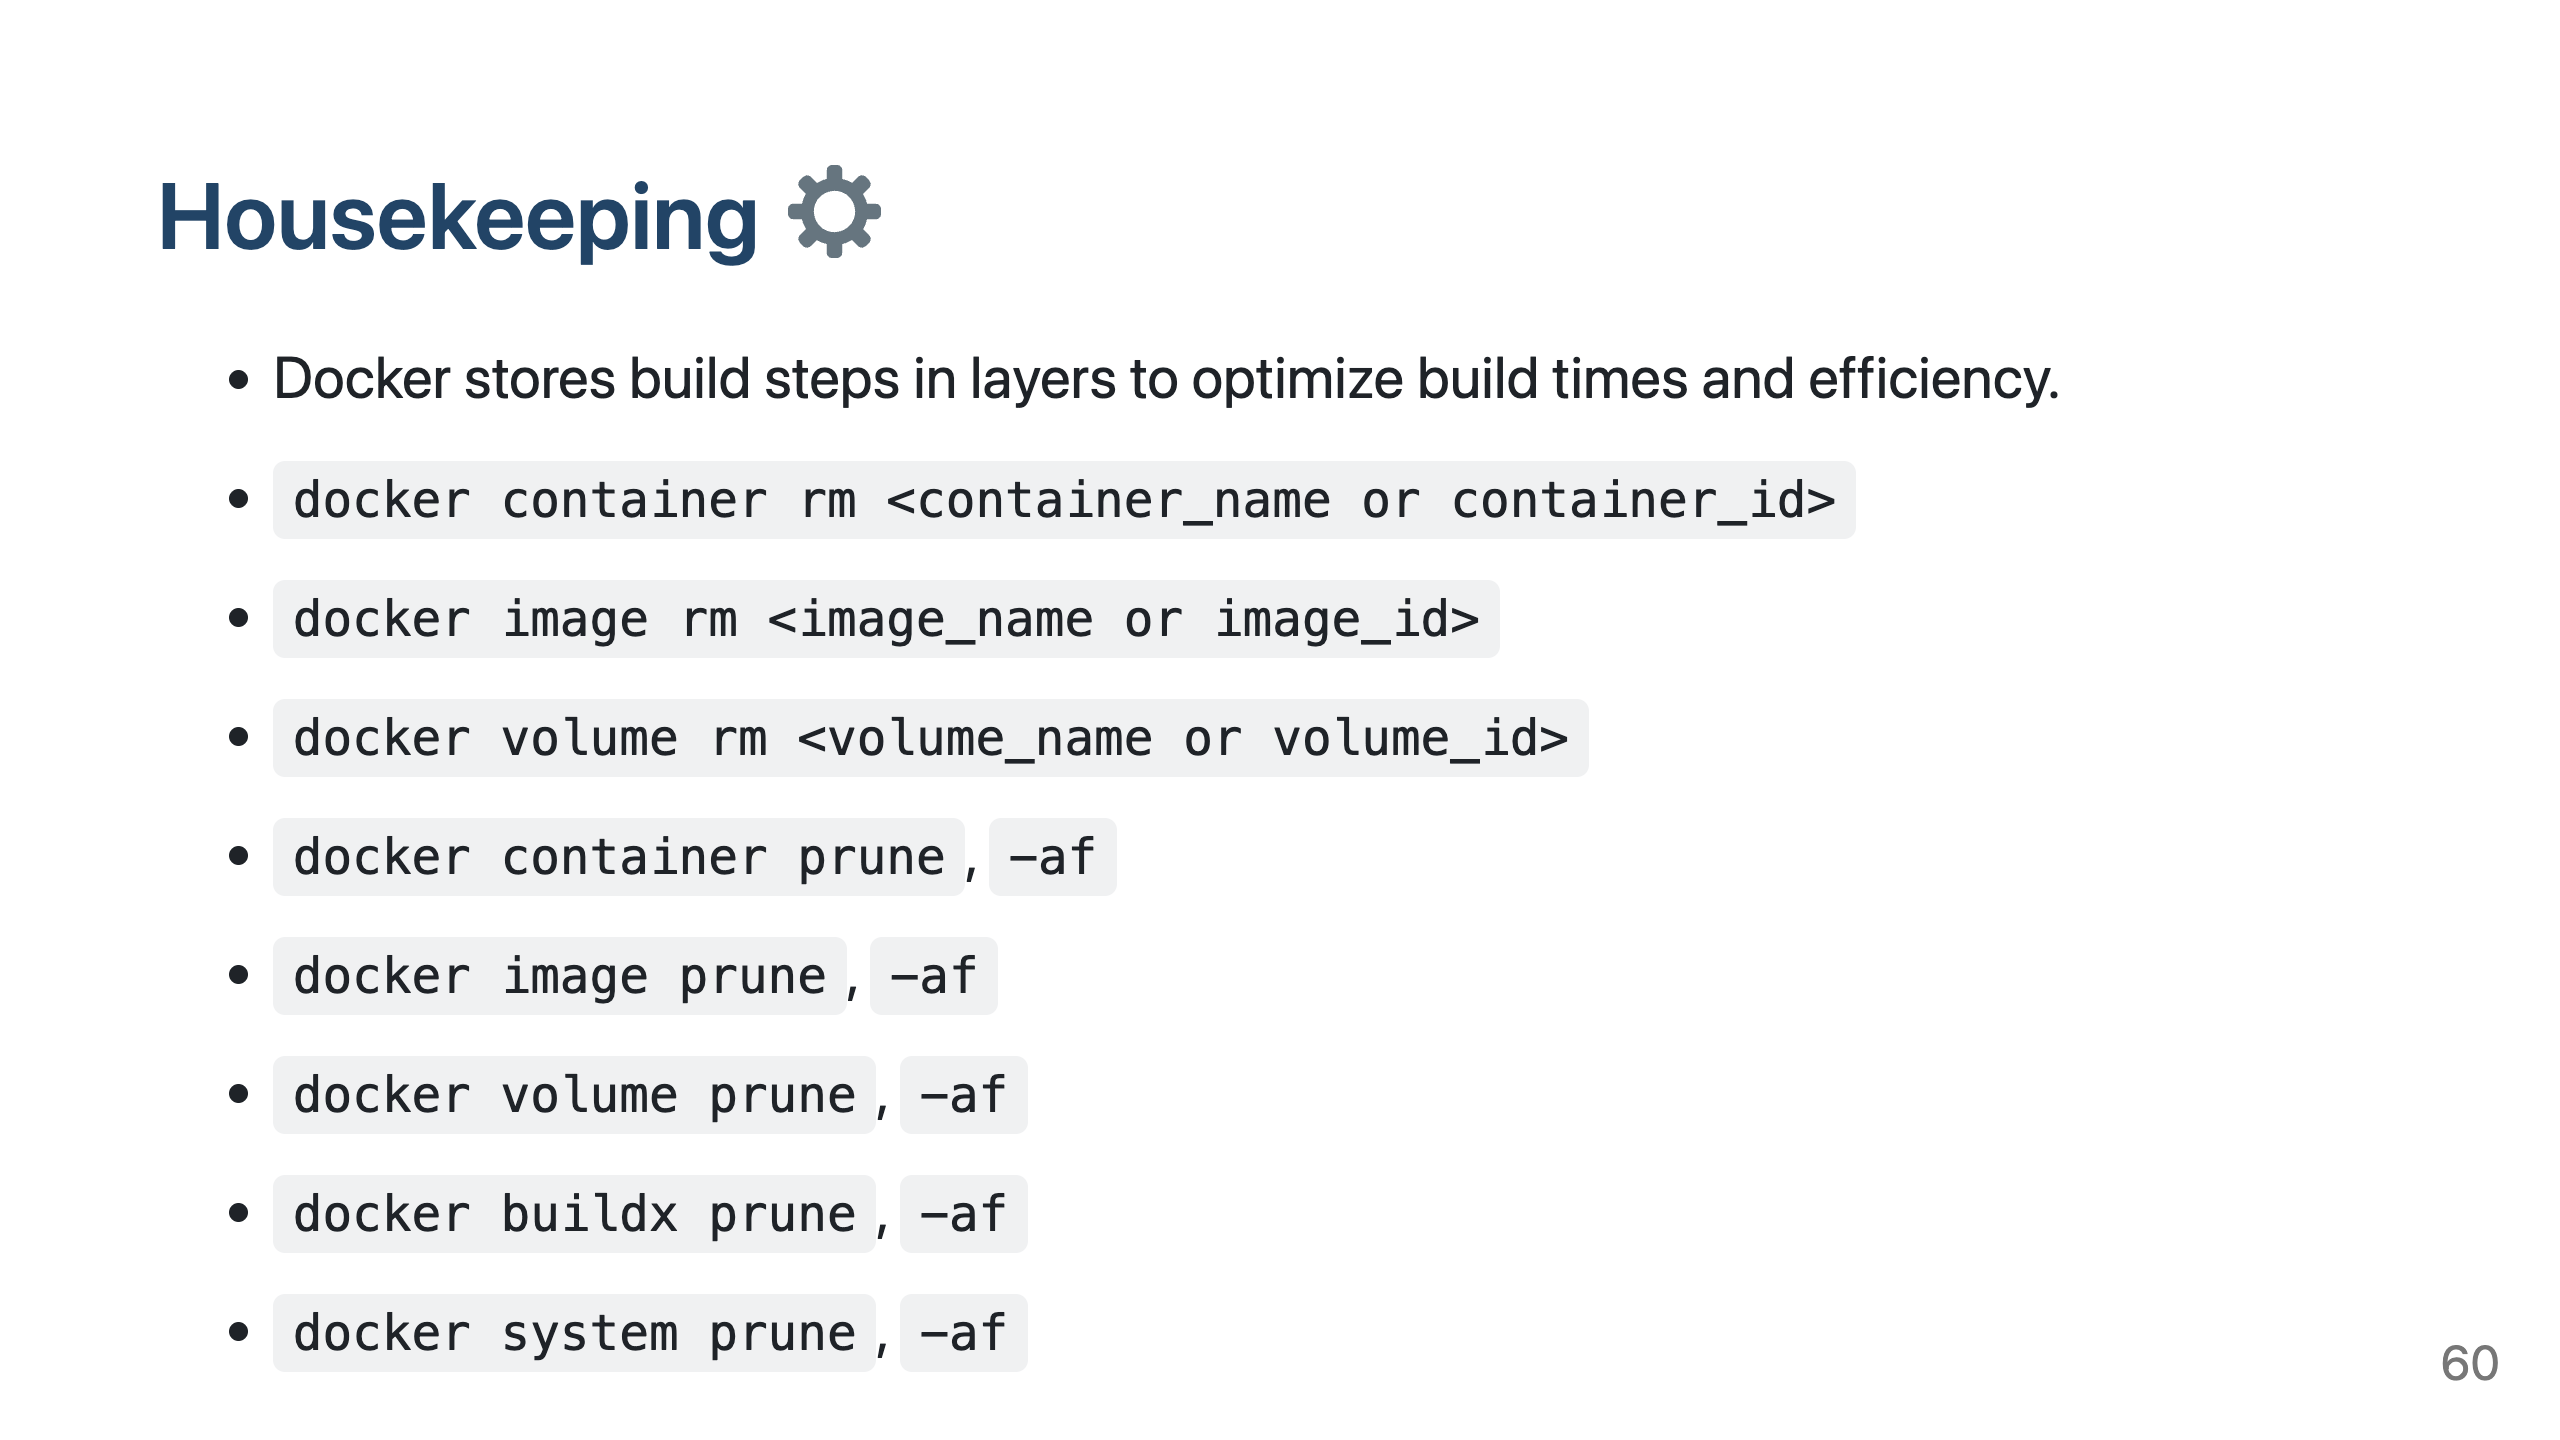 Housekeeping
• Docker stores build steps in layers to optimize build times and efficiency.
• docker container rm <container_name or container_id>
• docker image rm <image_name or image_id>
• docker volume rm <volume_name or volume_id>
• docker container prune, -af
• docker image prune, -af
• docker volume prune, -af
• docker buildx prune, -af
• docker system prune, -af
60